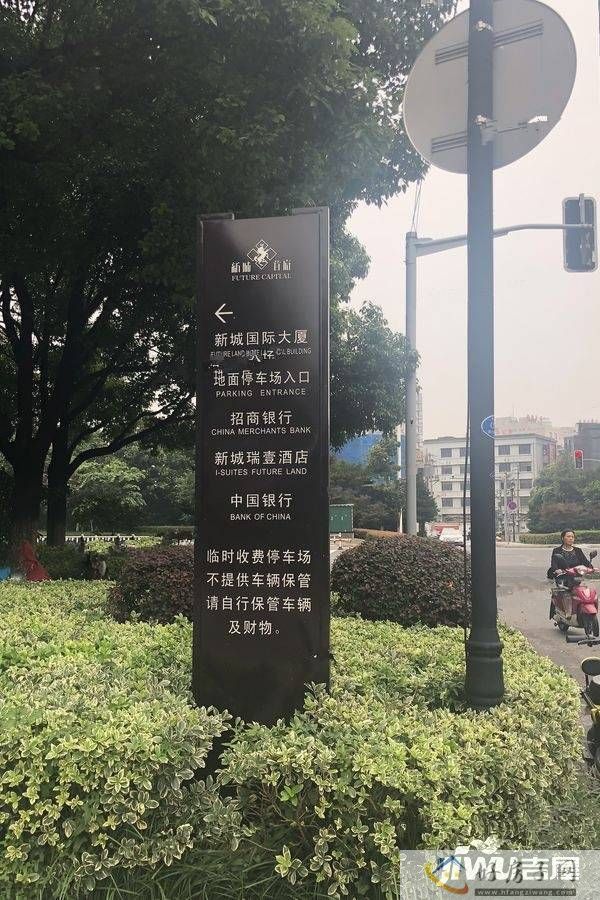 新城首府
FUTURE CAPITAL
新城国际大厦
地面停车场入口
PARKING ENTRANCE
招商银行
CHINA MERCHANTS BANK
新城瑞壹酒店
I-SUITES FUTURE LAND
中国银行
BANK OF CHINA
临时收费停车场
不提供车辆保管
请自行保管车辆
及财物。
www.hfangziwang.com